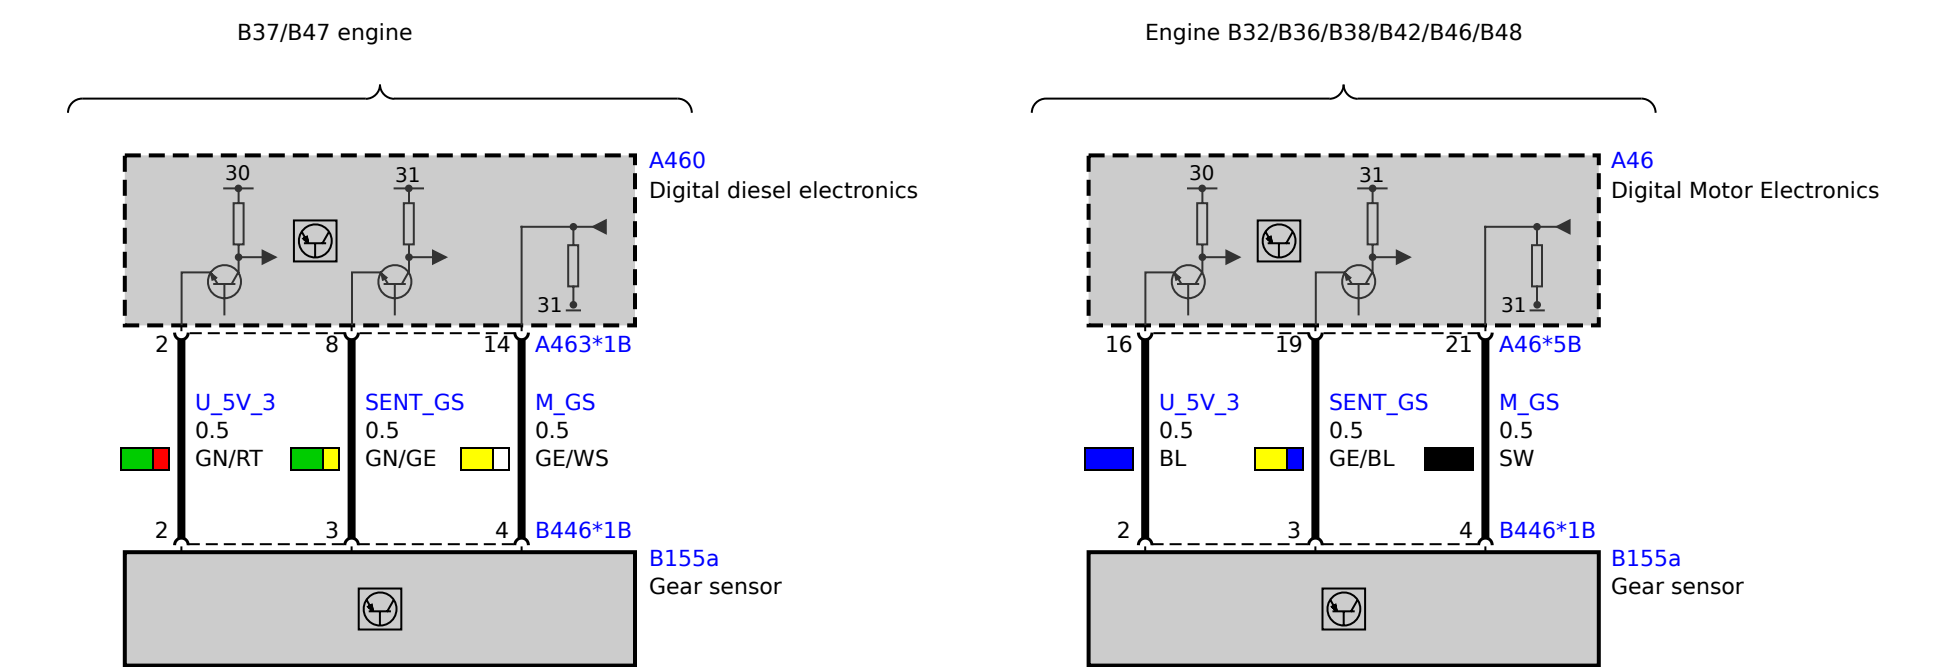 B37/B47 engine
Engine B32/B36/B38/B42/B46/B48
30
31
31
A460
Digital diesel electronics
2
8
14
A463*1B
U_5V_3
0.5
GN/RT
SENT_GS
0.5
GN/GE
M_GS
0.5
GE/WS
2
3
4
B446*1B
B155a
Gear sensor
30
31
31
A46
Digital Motor Electronics
16
19
21
A46*5B
U_5V_3
0.5
BL
SENT_GS
0.5
GE/BL
M_GS
0.5
SW
2
3
4
B446*1B
B155a
Gear sensor